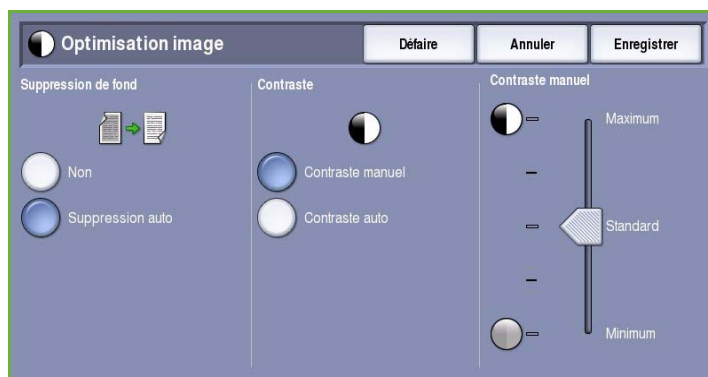 Optimisation image
Défaire
Annuler
Enregistrer
Suppression de fond
Non
Suppression auto
Contraste
Contraste manuel
Contraste auto
Contraste manuel
Maximum
Standard
Minimum